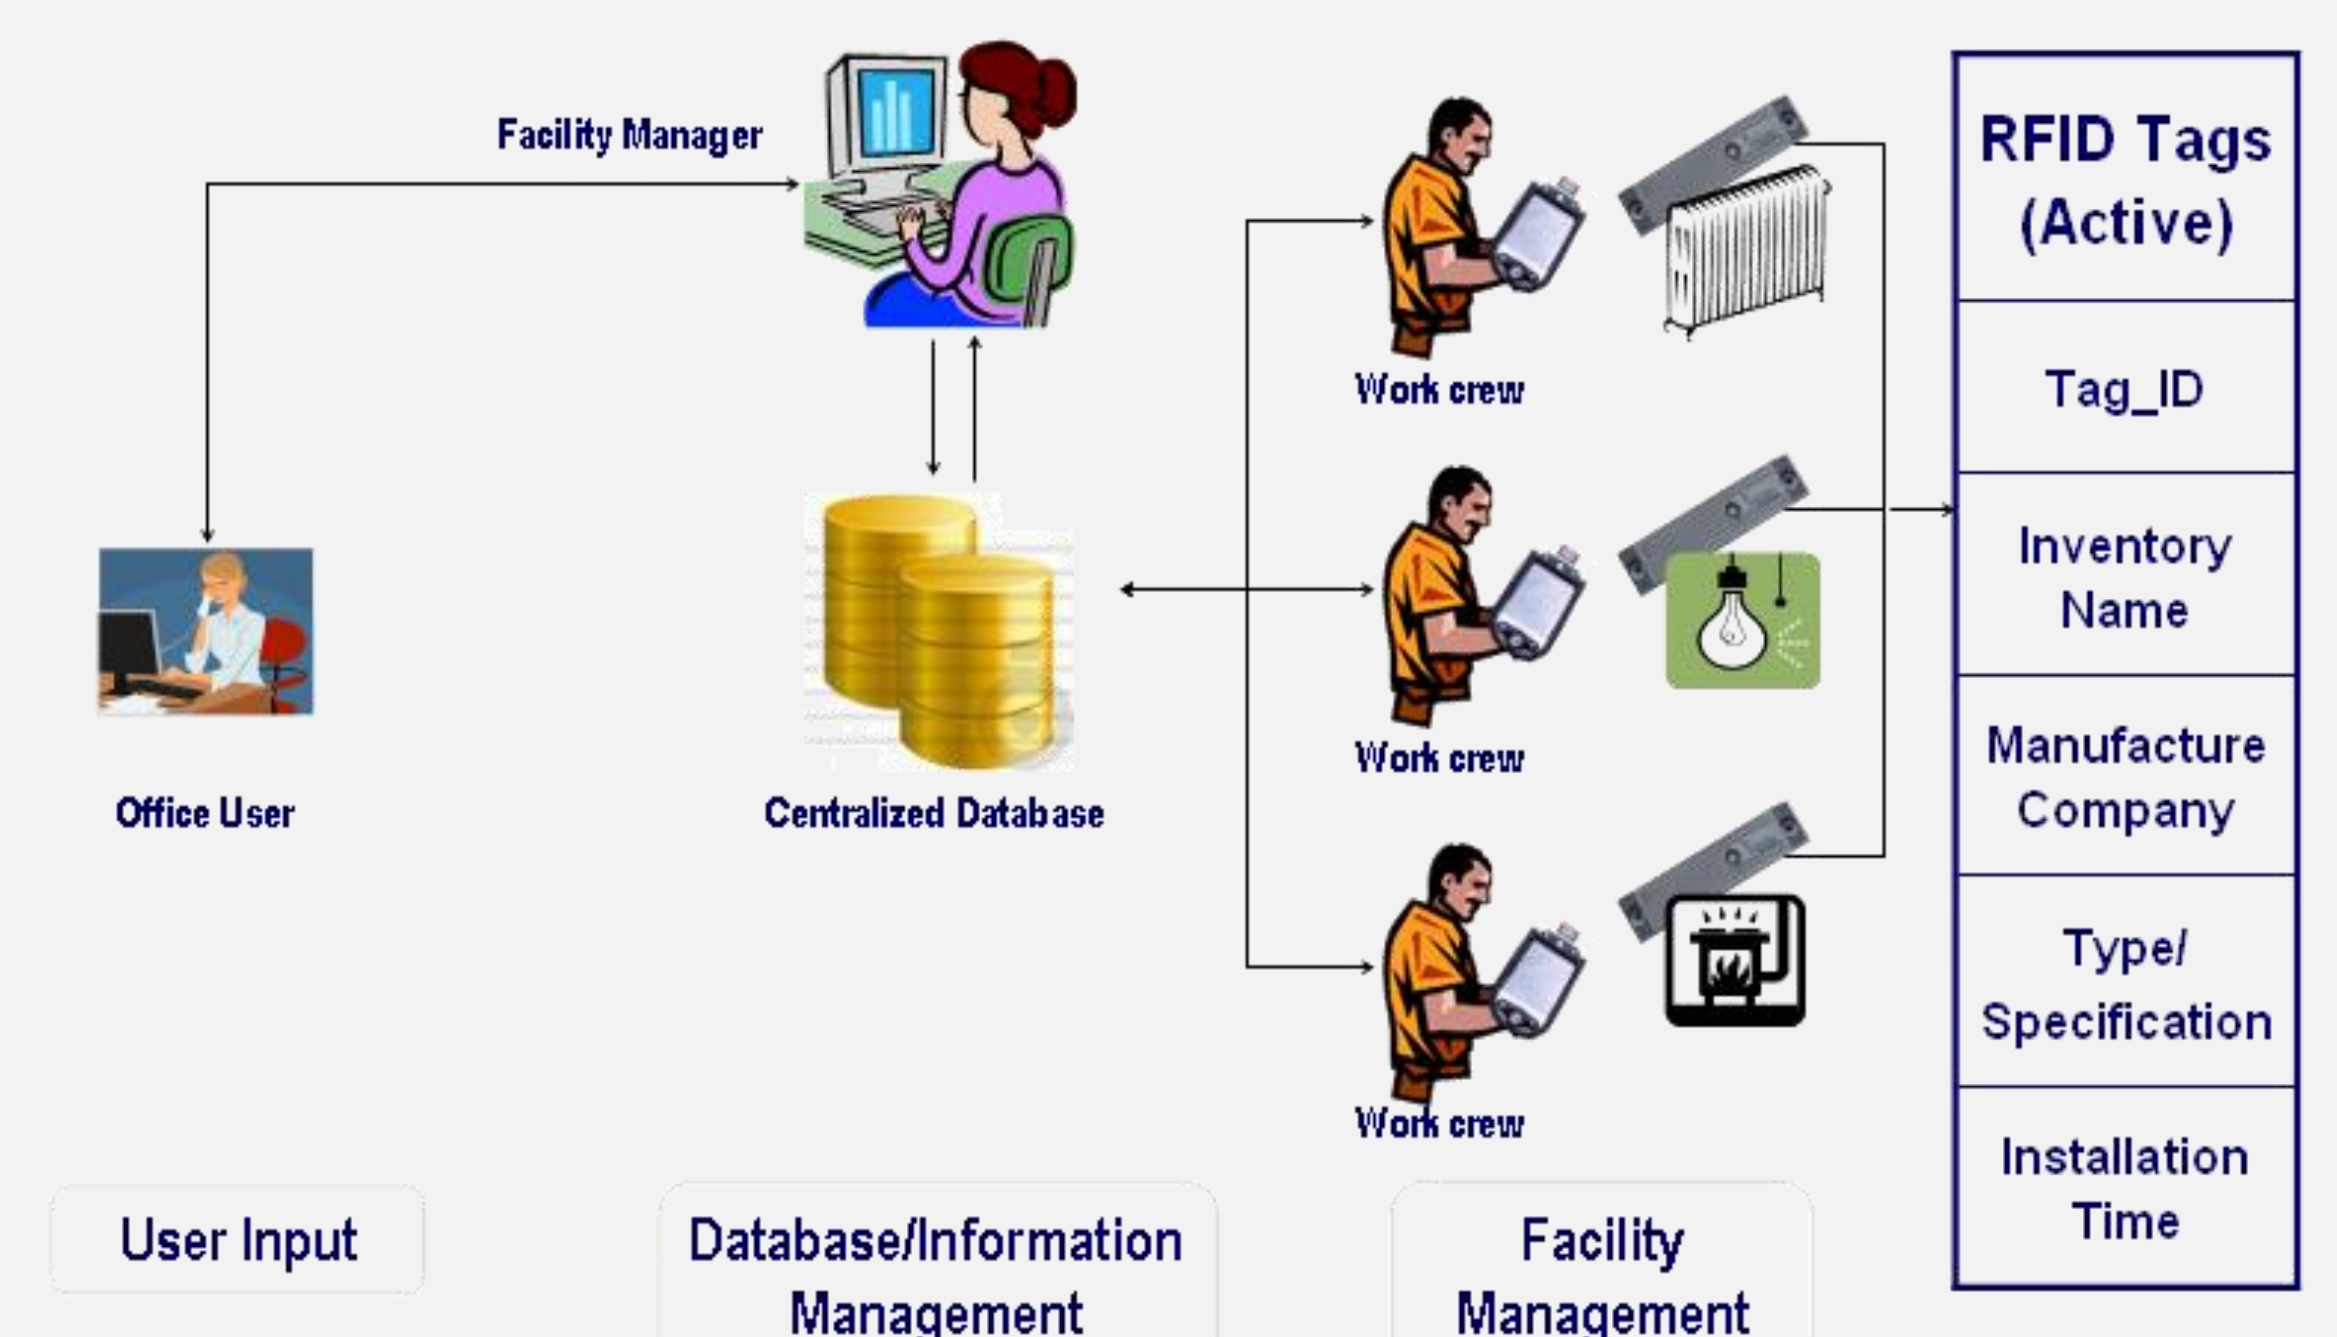 Facility Manager
Office User
Centralized Database
Work crew
Work crew
Work crew
RFID Tags
(Active)
Tag_ID
Inventory
Name
Manufacture
Company
Type/
Specification
Installation
Time
User Input
Database/Information
Management
Facility
Management